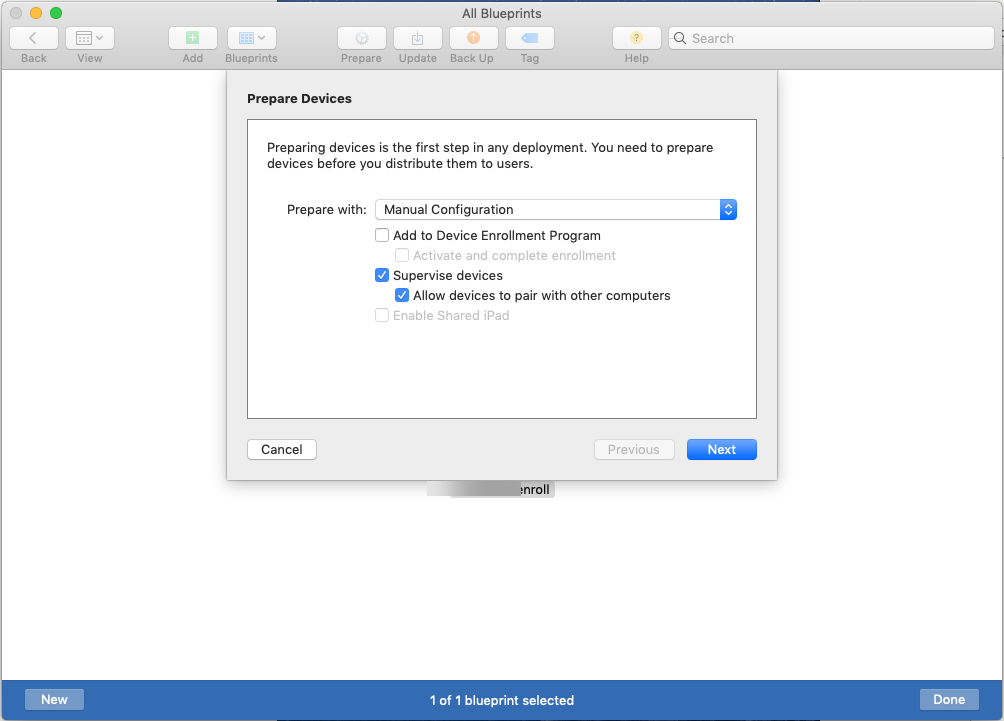 All Blueprints
Back View Add Blueprints Prepare Update Back Up Tag ? Help Search
Prepare Devices
Preparing devices is the first step in any deployment. You need to prepare
devices before you distribute them to users.
Prepare with: Manual Configuration
Add to Device Enrollment Program
Activate and complete enrollment
Supervise devices
Allow devices to pair with other computers
Enable Shared iPad
Cancel Previous Next
enroll
New 1 of 1 blueprint selected Done